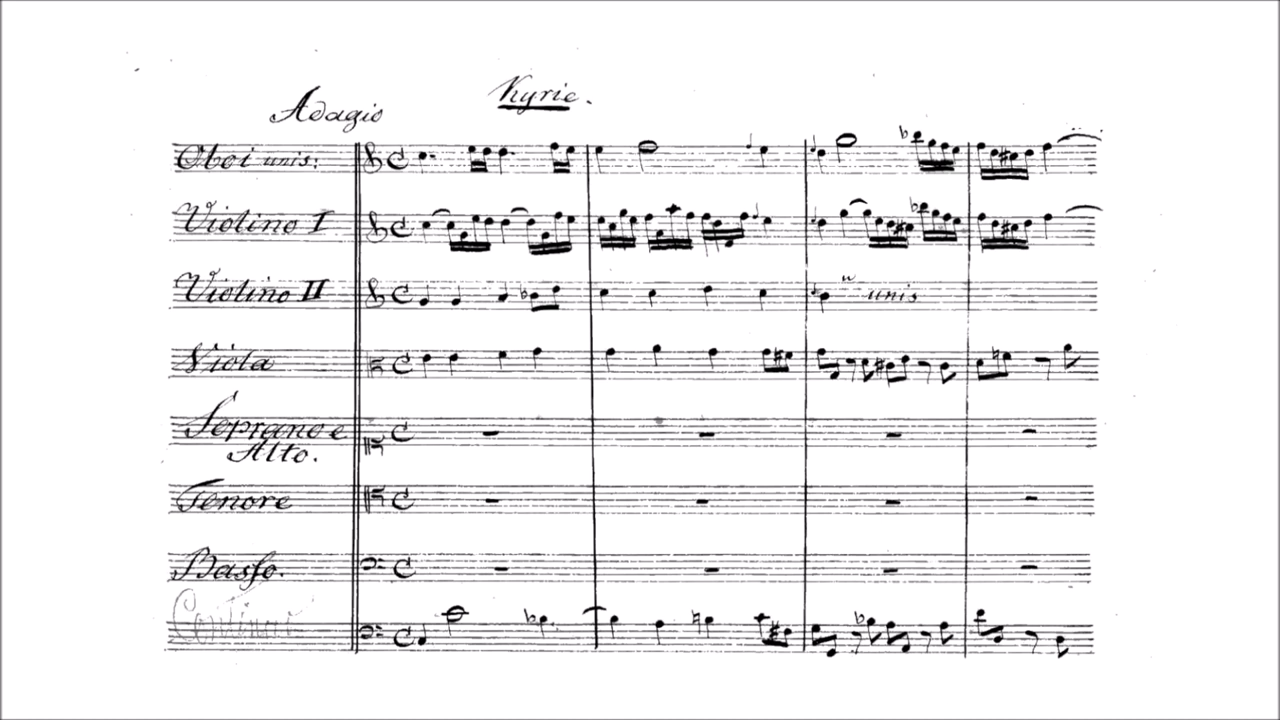 Kyrie.
Adagio
Oboi unis:
Violino I
Violino II
unis
Viola
Soprano e
Alto.
Tenore
Basso.